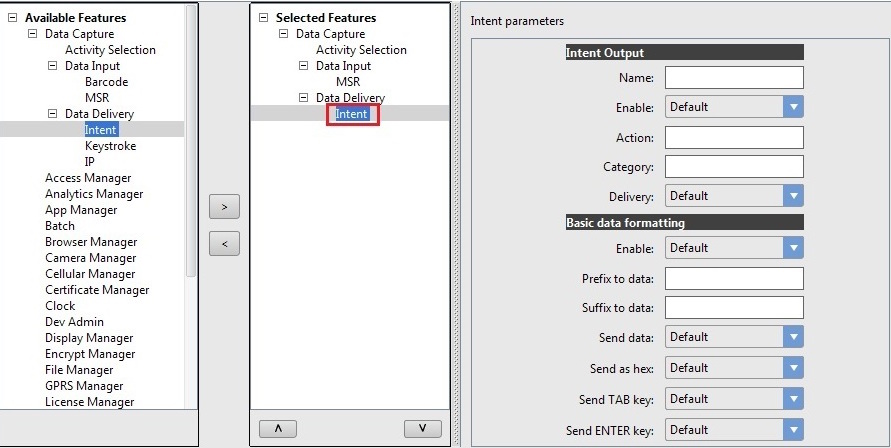 Available Features
Data Capture
Activity Selection
Data Input
Barcode
MSR
Data Delivery
Intent
Keystroke
IP
Access Manager
Analytics Manager
App Manager
Batch
Browser Manager
Camera Manager
Cellular Manager
Certificate Manager
Clock
Dev Admin
Display Manager
Encrypt Manager
File Manager
GPRS Manager
License Manager
>
<
Selected Features
Data Capture
Activity Selection
Data Input
MSR
Data Delivery
Intent
Λ
V
Intent parameters
Intent Output
Name:
Enable: Default
Action:
Category:
Delivery: Default
Basic data formatting
Enable: Default
Prefix to data:
Suffix to data:
Send data: Default
Send as hex: Default
Send TAB key: Default
Send ENTER key: Default